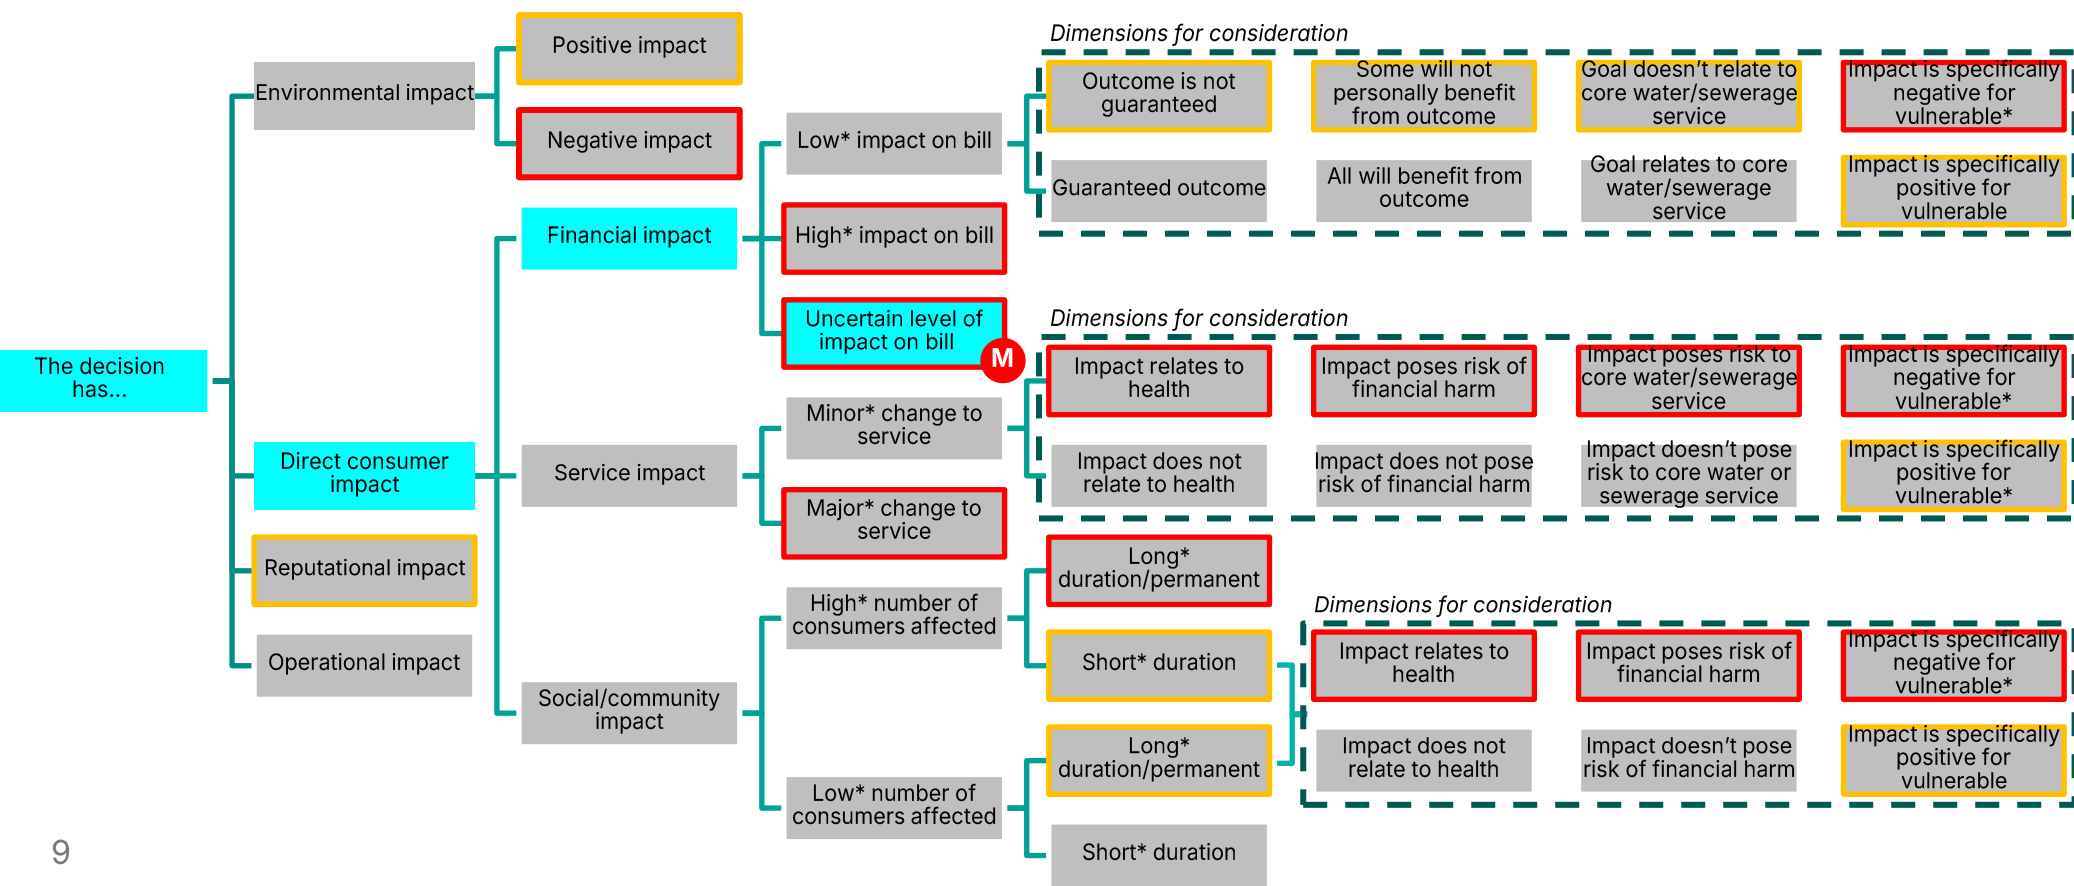 The decision
has...
Environmental impact
Direct consumer
impact
Reputational impact
Operational impact
Positive impact
Negative impact
Financial impact
Service impact
Social/community
impact
Low* impact on bill
High* impact on bill
Uncertain level of
impact on bill
M
Minor* change to
service
Major* change to
service
High* number of
consumers affected
Low* number of
consumers affected
Dimensions for consideration
Outcome is not
guaranteed
Some will not
personally benefit
from outcome
Goal doesn't relate to
core water/sewerage
service
Impact is specifically
negative for
vulnerable*
Guaranteed outcome
All will benefit from
outcome
Goal relates to core
water/sewerage
service
Impact is specifically
positive for
vulnerable
Dimensions for consideration
Impact relates to
health
Impact poses risk of
financial harm
Impact poses risk to
core water/sewerage
service
Impact is specifically
negative for
vulnerable*
Impact does not
relate to health
Impact does not pose
risk of financial harm
Impact doesn't pose
risk to core water or
sewerage service
Impact is specifically
positive for
vulnerable*
Long*
duration/permanent
Short* duration
Long*
duration/permanent
Short* duration
Dimensions for consideration
Impact relates to
health
Impact poses risk of
financial harm
Impact is specifically
negative for
vulnerable*
Impact does not
relate to health
Impact doesn't pose
risk of financial harm
Impact is specifically
positive for
vulnerable
9